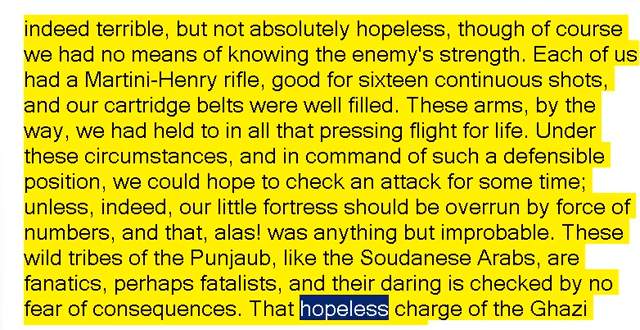 indeed terrible, but not absolutely hopeless, though of course
we had no means of knowing the enemy's strength. Each of us
had a Martini-Henry rifle, good for sixteen continuous shots,
and our cartridge belts were well filled. These arms, by the
way, we had held to in all that pressing flight for life. Under
these circumstances, and in command of such a defensible
position, we could hope to check an attack for some time;
unless, indeed, our little fortress should be overrun by force of
numbers, and that, alas! was anything but improbable. These
wild tribes of the Punjaub, like the Soudanese Arabs, are
fanatics, perhaps fatalists, and their daring is checked by no
fear of consequences. That hopeless charge of the Ghazi